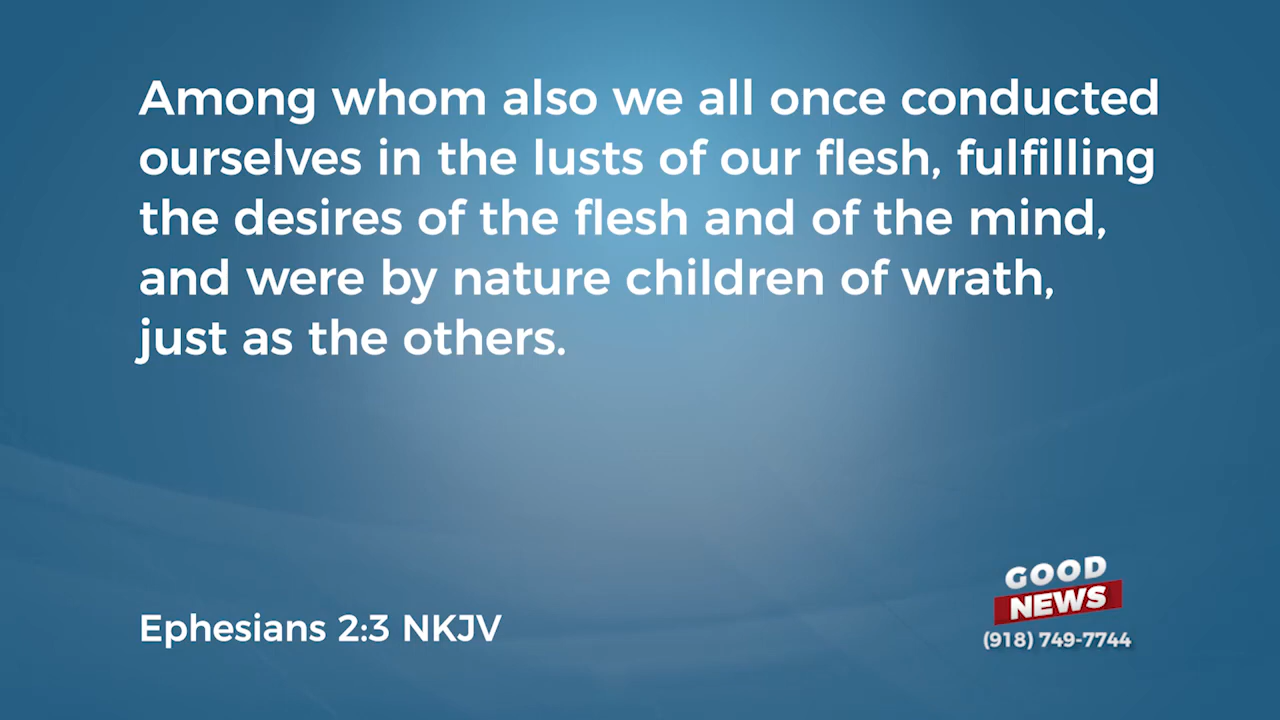 Among whom also we all once conducted
ourselves in the lusts of our flesh, fulfilling
the desires of the flesh and of the mind,
and were by nature children of wrath,
just as the others.
Ephesians 2:3 NKJV
GOOD
NEWS
(918) 749-7744